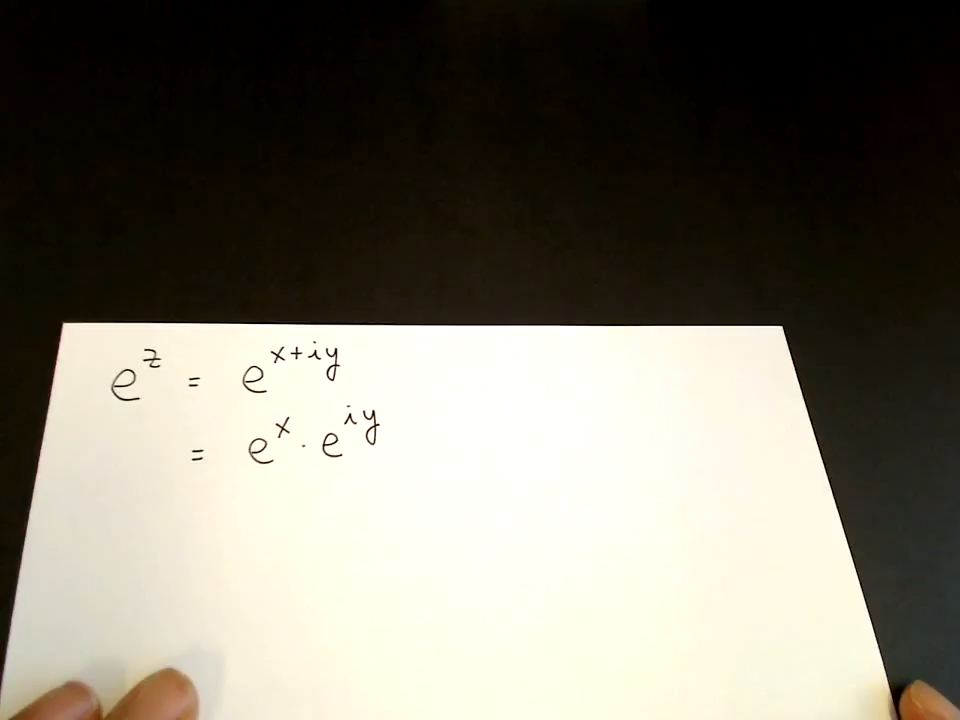 e^z = e^{x+iy}
= e^x · e^{iy}